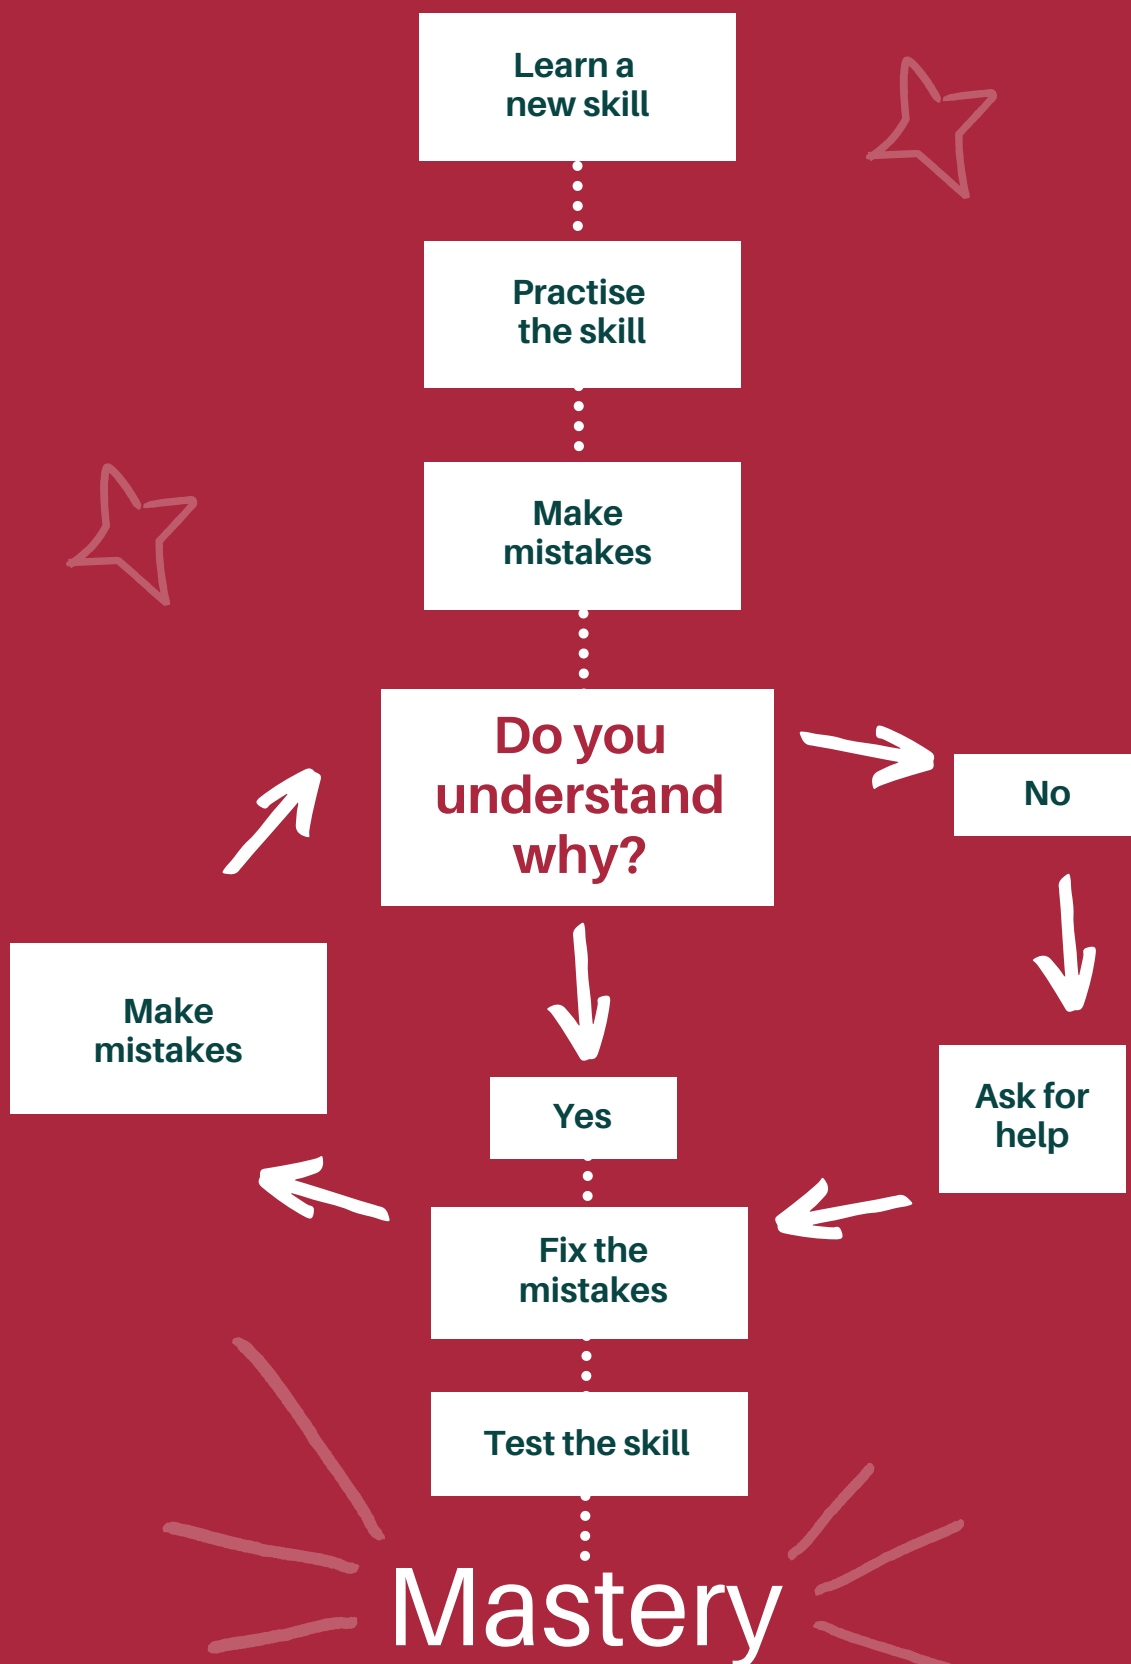 Learn a
new skill
Practise
the skill
Make
mistakes
Do you
understand
why?
No
Make
mistakes
Yes
Ask for
help
Fix the
mistakes
Test the skill
Mastery